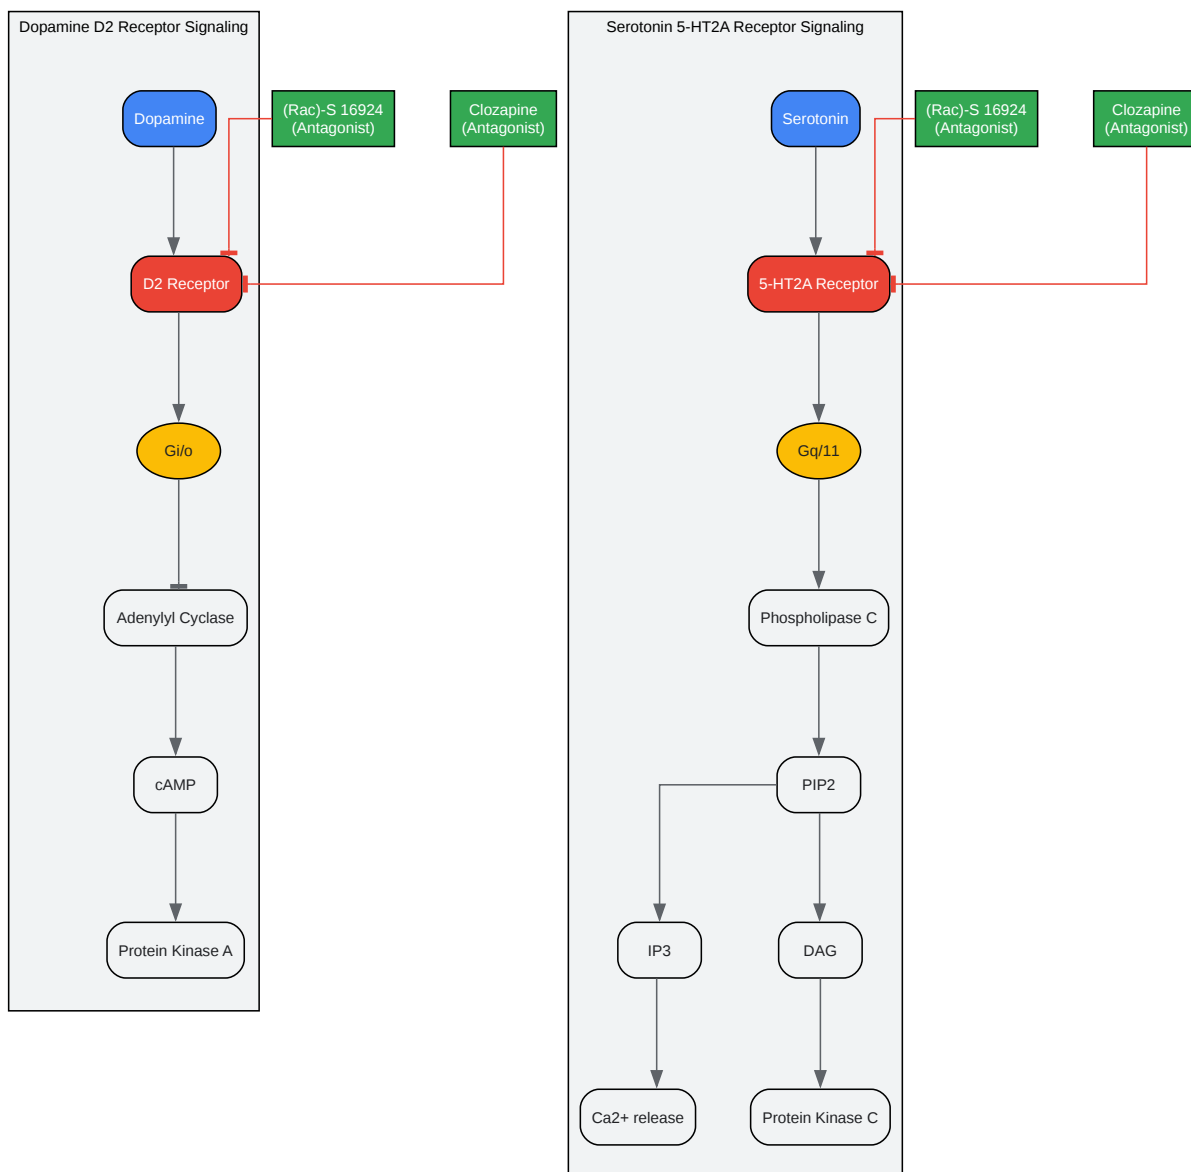 Dopamine D2 Receptor Signaling
Dopamine
(Rac)-S 16924
(Antagonist)
Clozapine
(Antagonist)
D2 Receptor
Gi/o
Adenylyl Cyclase
cAMP
Protein Kinase A
Serotonin 5-HT2A Receptor Signaling
Serotonin
(Rac)-S 16924
(Antagonist)
Clozapine
(Antagonist)
5-HT2A Receptor
Gq/11
Phospholipase C
PIP2
IP3
DAG
Ca2+ release
Protein Kinase C